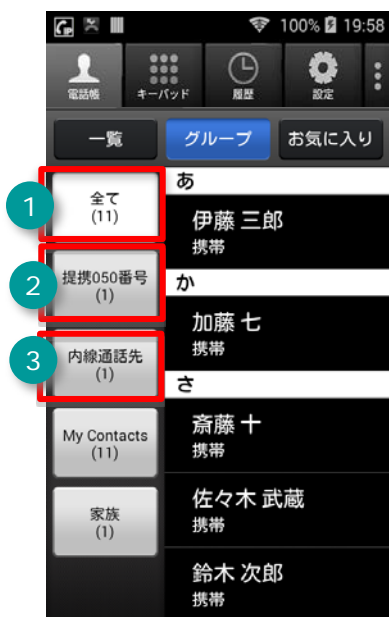 100% 19:58
電話帳 キーパッド 履歴 設定
一覧 グループ お気に入り
1
全て
(11)
2
提携050番号
(1)
3
内線通話先
(1)
My Contacts
(11)
家族
(1)
あ
伊藤 三郎
携帯
か
加藤 七
携帯
さ
斎藤 十
携帯
佐々木 武蔵
携帯
鈴木 次郎
携帯